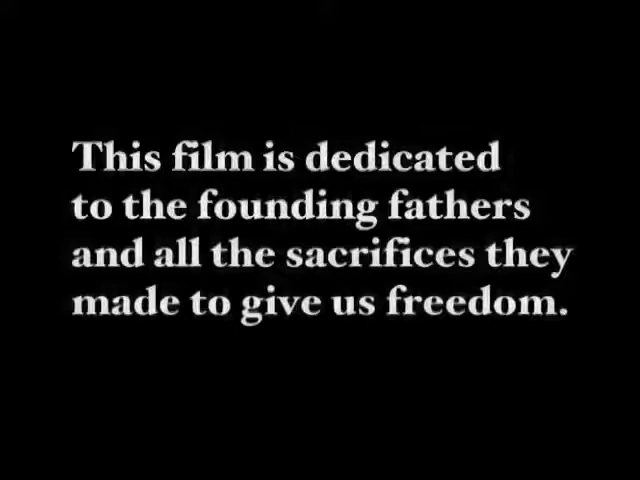 This film is dedicated
to the founding fathers
and all the sacrifices they
made to give us freedom.